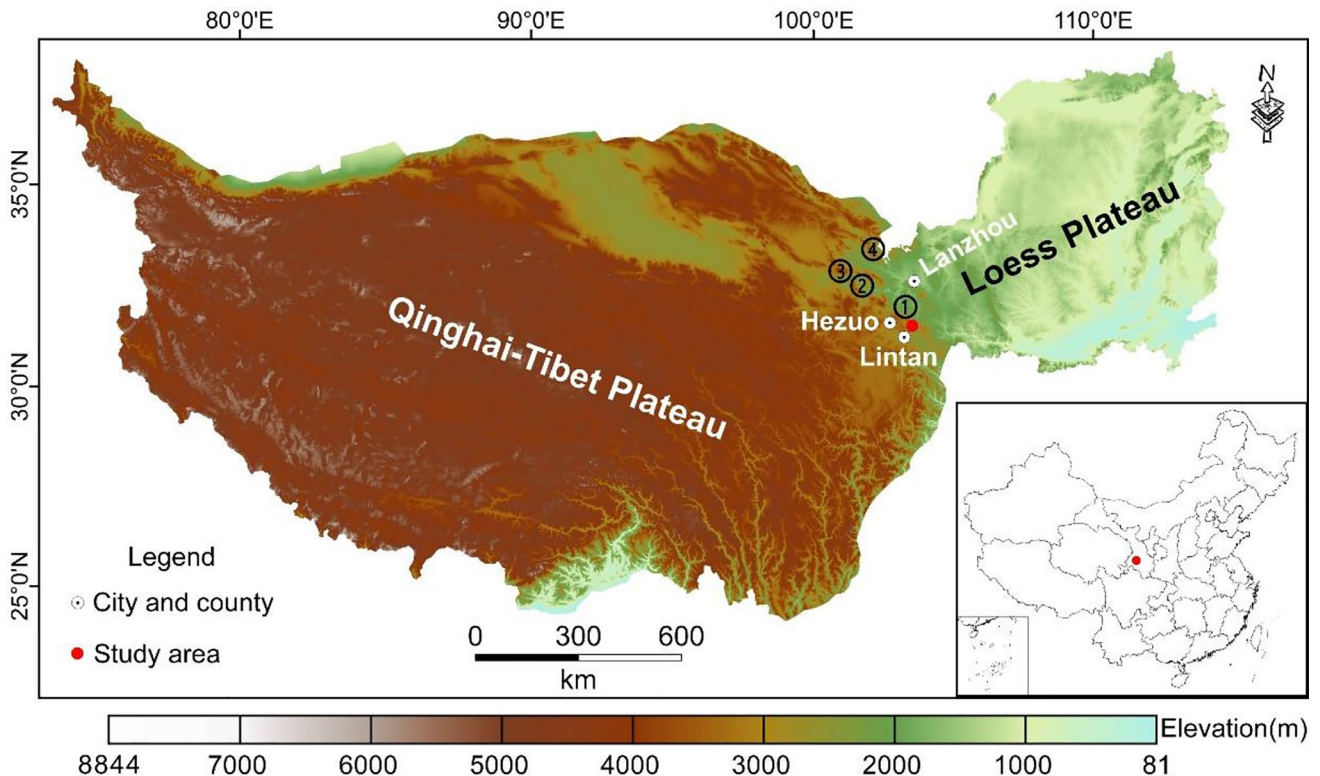 80°0'E 90°0'E 100°0'E 110°0'E
N
35°0'N
30°0'N
25°0'N
Qinghai-Tibet Plateau
Loess Plateau
Lanzhou
④
③
②
①
Hezuo
Lintan
Legend
City and county
Study area
0 300 600
km
Elevation(m)
8844 7000 6000 5000 4000 3000 2000 1000 81